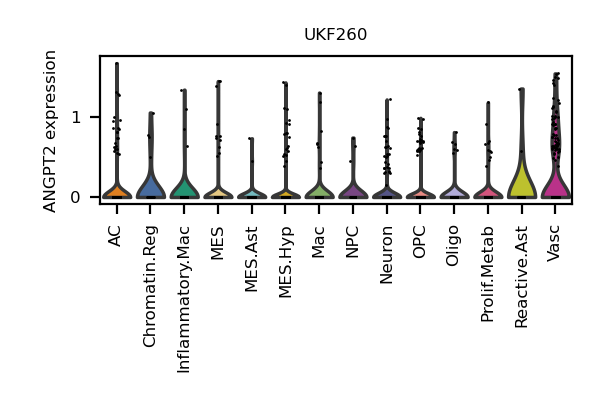 UKF260
ANGPT2 expression
1
0
AC
Chromatin.Reg
Inflammatory.Mac
MES
MES.Ast
MES.Hyp
Mac
NPC
Neuron
OPC
Oligo
Prolif.Metab
Reactive.Ast
Vasc